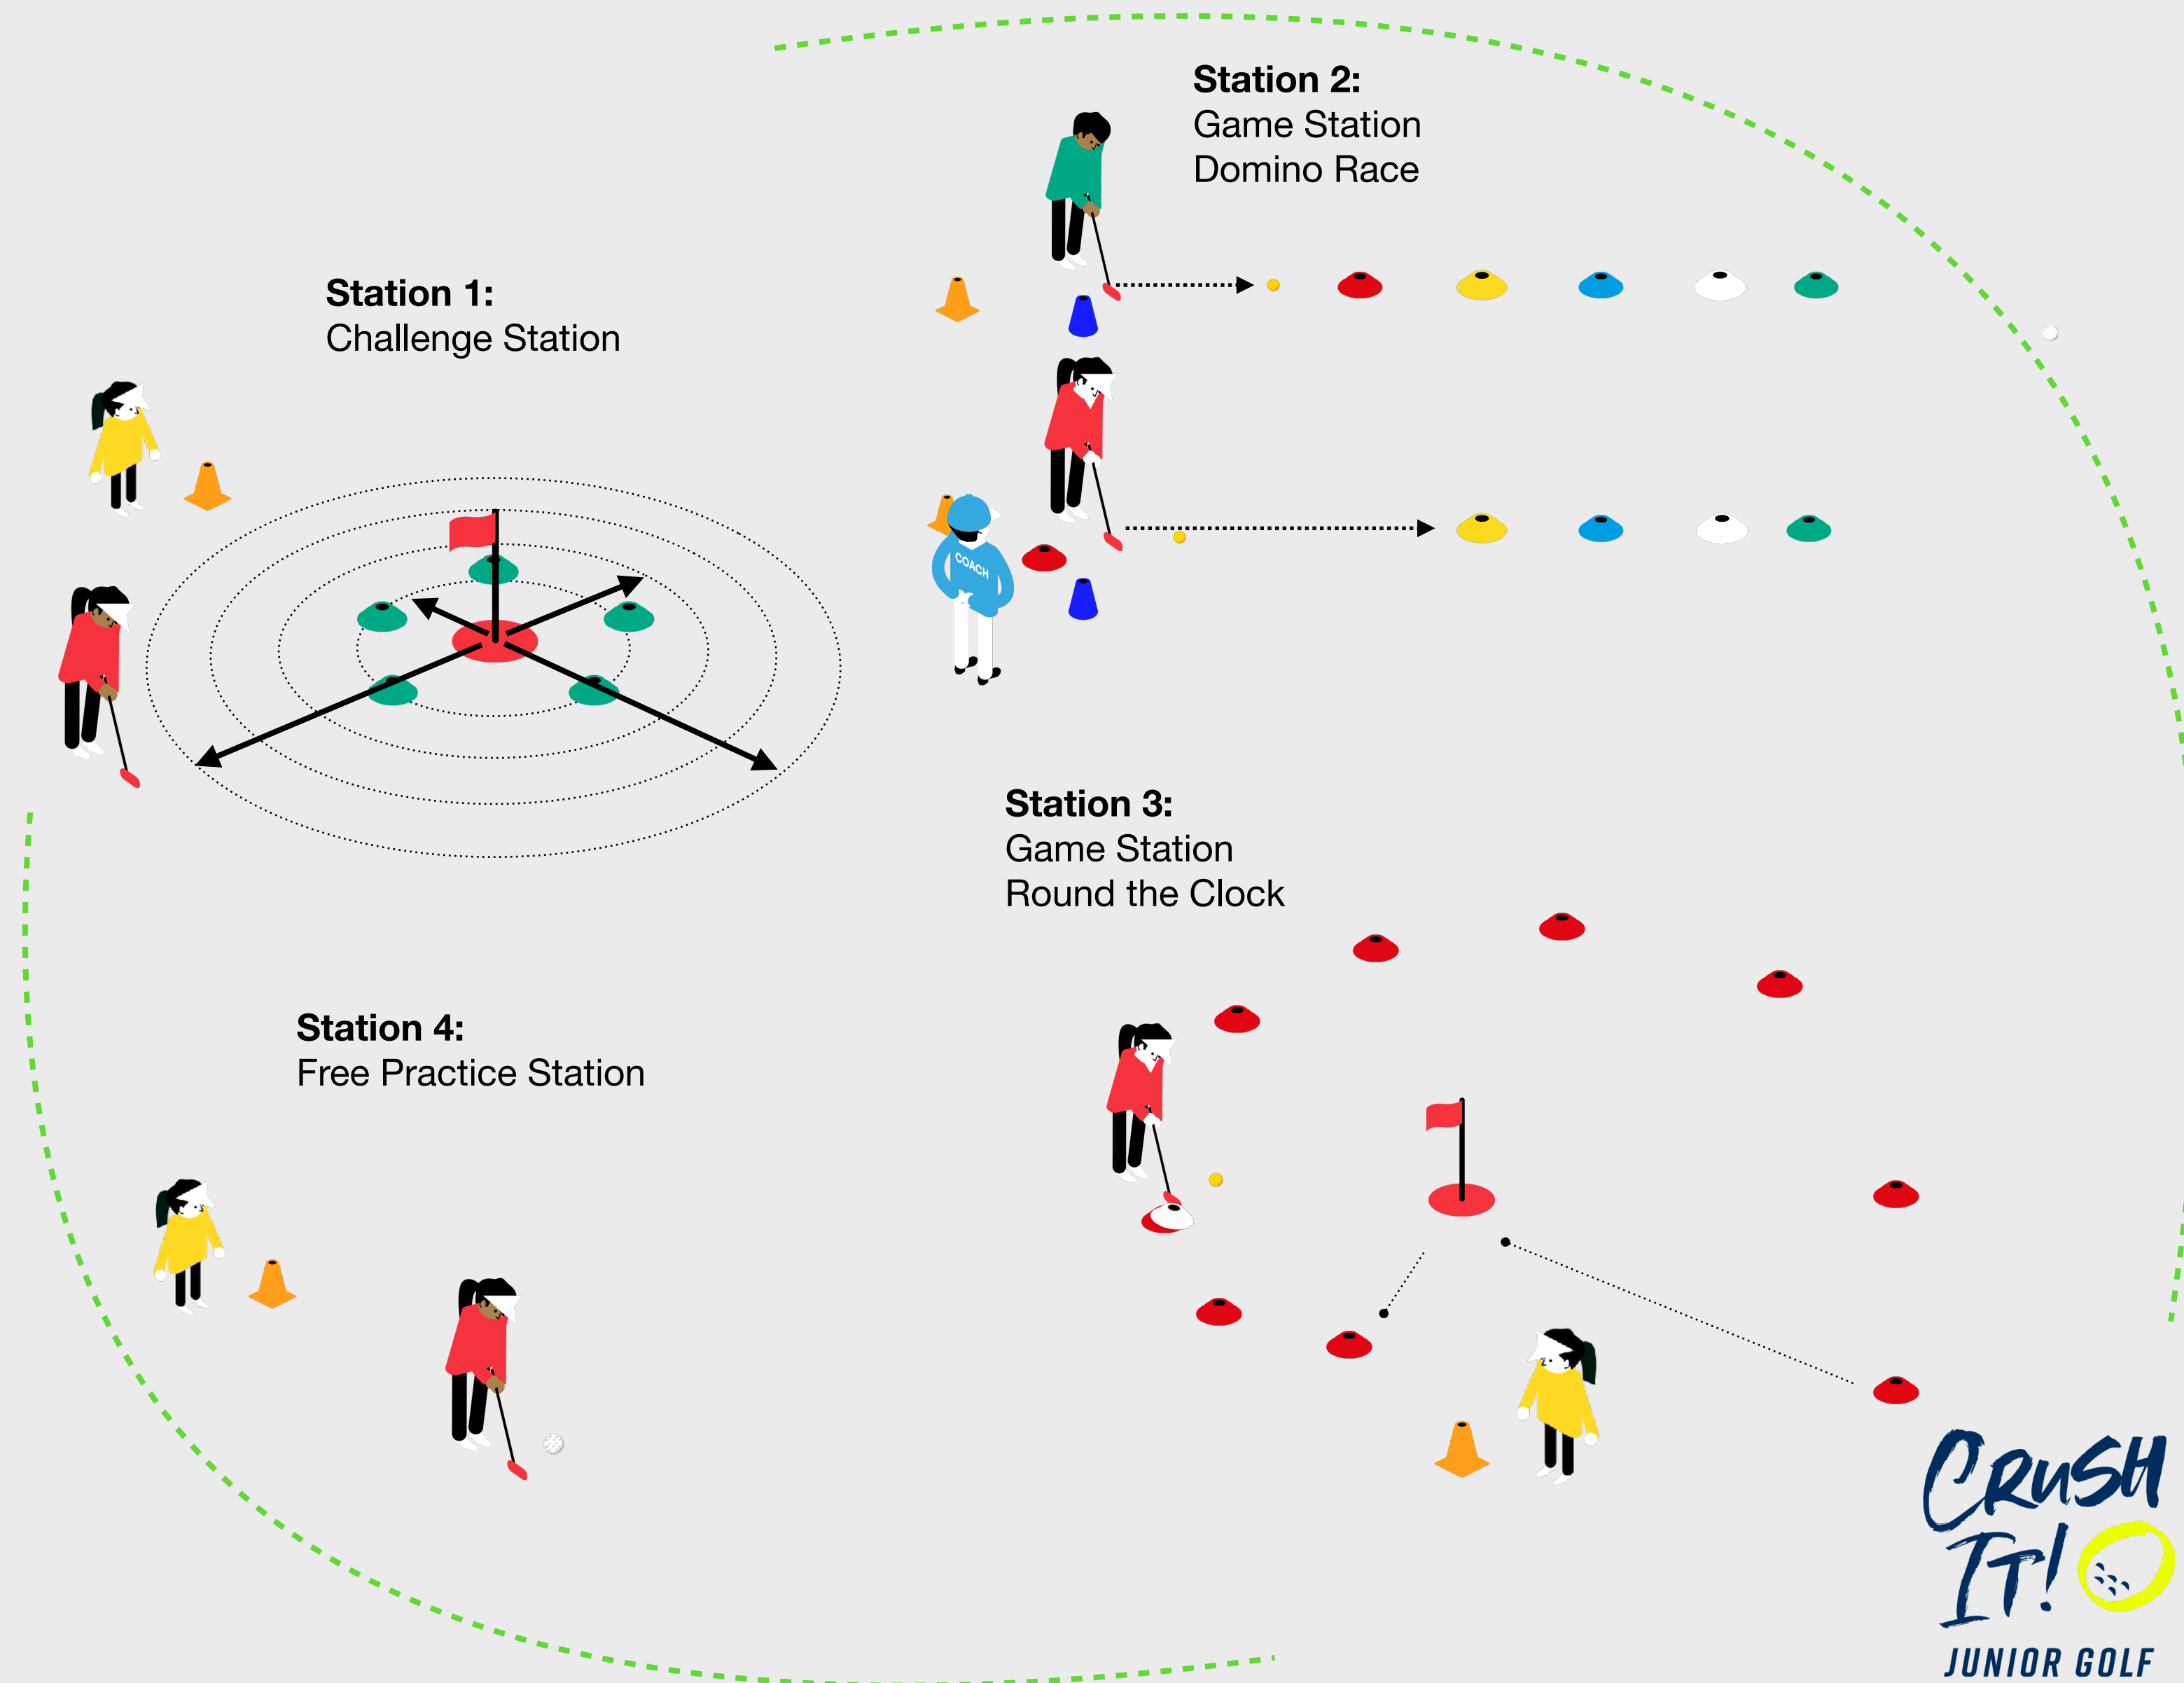 Station 1:
Challenge Station
Station 2:
Game Station
Domino Race
COACH
Station 3:
Game Station
Round the Clock
Station 4:
Free Practice Station
CRUSH
IT!
JUNIOR GOLF